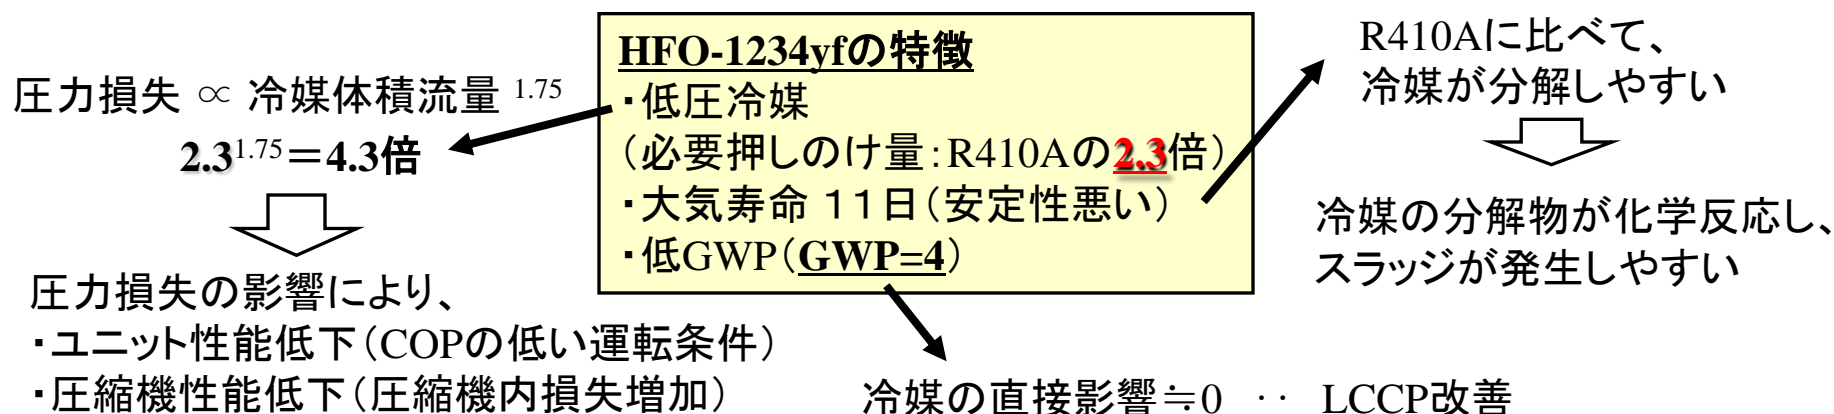 HFO-1234yfの特徴
・低圧冷媒
（必要押しのけ量：R410Aの2.3倍）
・大気寿命 １１日（安定性悪い）
・低GWP（GWP=4）
圧力損失 ∝ 冷媒体積流量 1.75
2.3^1.75＝4.3倍
圧力損失の影響により、
・ユニット性能低下（COPの低い運転条件）
・圧縮機性能低下（圧縮機内損失増加）
R410Aに比べて、
冷媒が分解しやすい
冷媒の分解物が化学反応し、
スラッジが発生しやすい
冷媒の直接影響≒0 ‥ LCCP改善